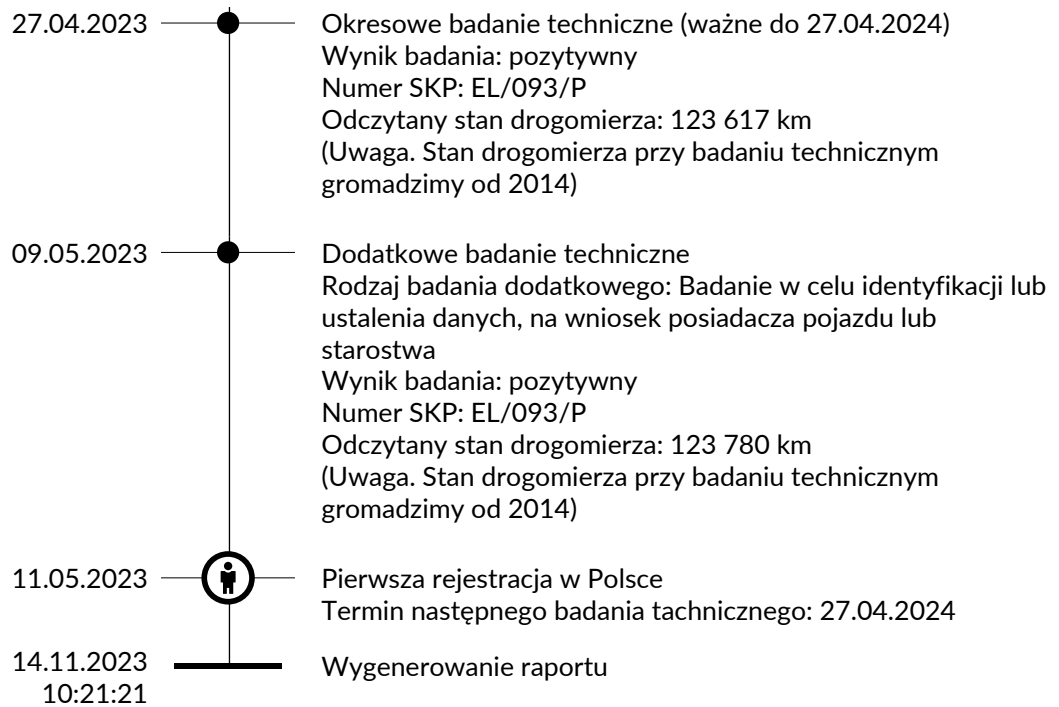 27.04.2023
Okresowe badanie techniczne (ważne do 27.04.2024)
Wynik badania: pozytywny
Numer SKP: EL/093/P
Odczytany stan drogomierza: 123 617 km
(Uwaga. Stan drogomierza przy badaniu technicznym
gromadzimy od 2014)
09.05.2023
Dodatkowe badanie techniczne
Rodzaj badania dodatkowego: Badanie w celu identyfikacji lub
ustalenia danych, na wniosek posiadacza pojazdu lub
starostwa
Wynik badania: pozytywny
Numer SKP: EL/093/P
Odczytany stan drogomierza: 123 780 km
(Uwaga. Stan drogomierza przy badaniu technicznym
gromadzimy od 2014)
11.05.2023
Pierwsza rejestracja w Polsce
Termin następnego badania tachnicznego: 27.04.2024
14.11.2023
10:21:21
Wygenerowanie raportu